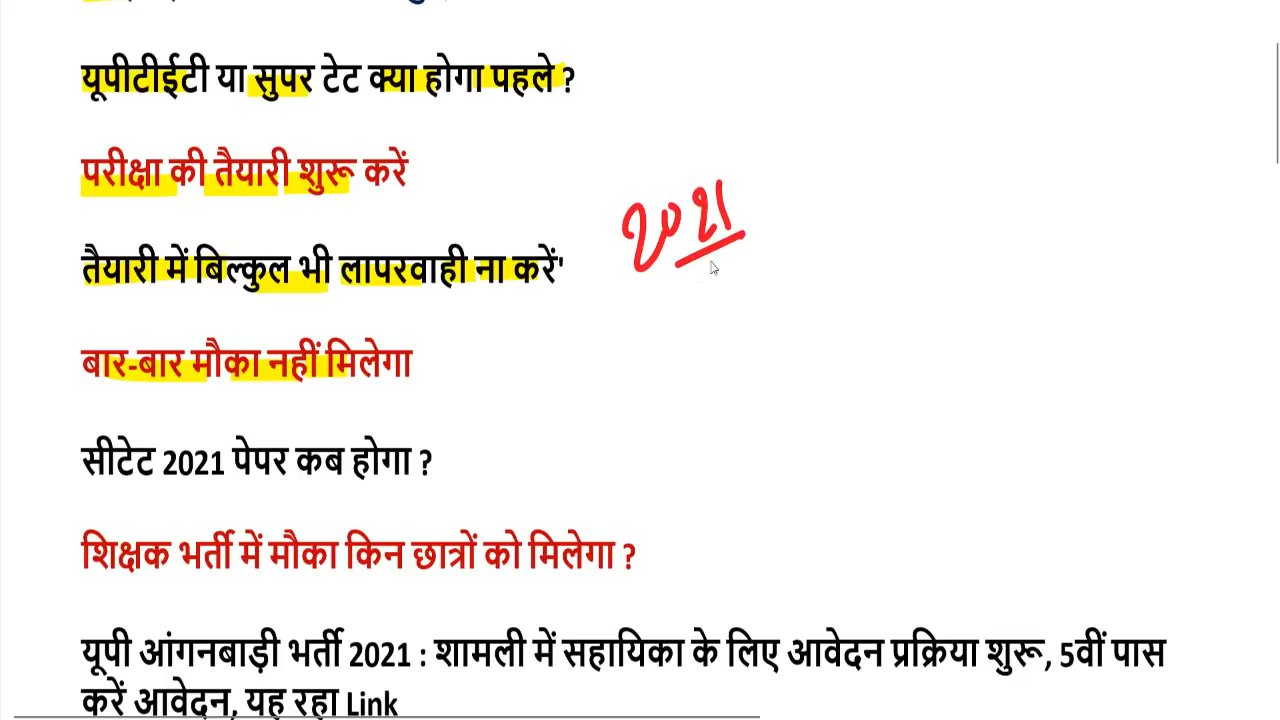 यूपीटीईटी या सुपर टेट क्या होगा पहले ?
परीक्षा की तैयारी शुरू करें
2021
तैयारी में बिल्कुल भी लापरवाही ना करें'
बार-बार मौका नहीं मिलेगा
सीटेट 2021 पेपर कब होगा ?
शिक्षक भर्ती में मौका किन छात्रों को मिलेगा ?
यूपी आंगनबाड़ी भर्ती 2021 : शामली में सहायिका के लिए आवेदन प्रक्रिया शुरू, 5वीं पास
करें आवेदन, यह रहा Link